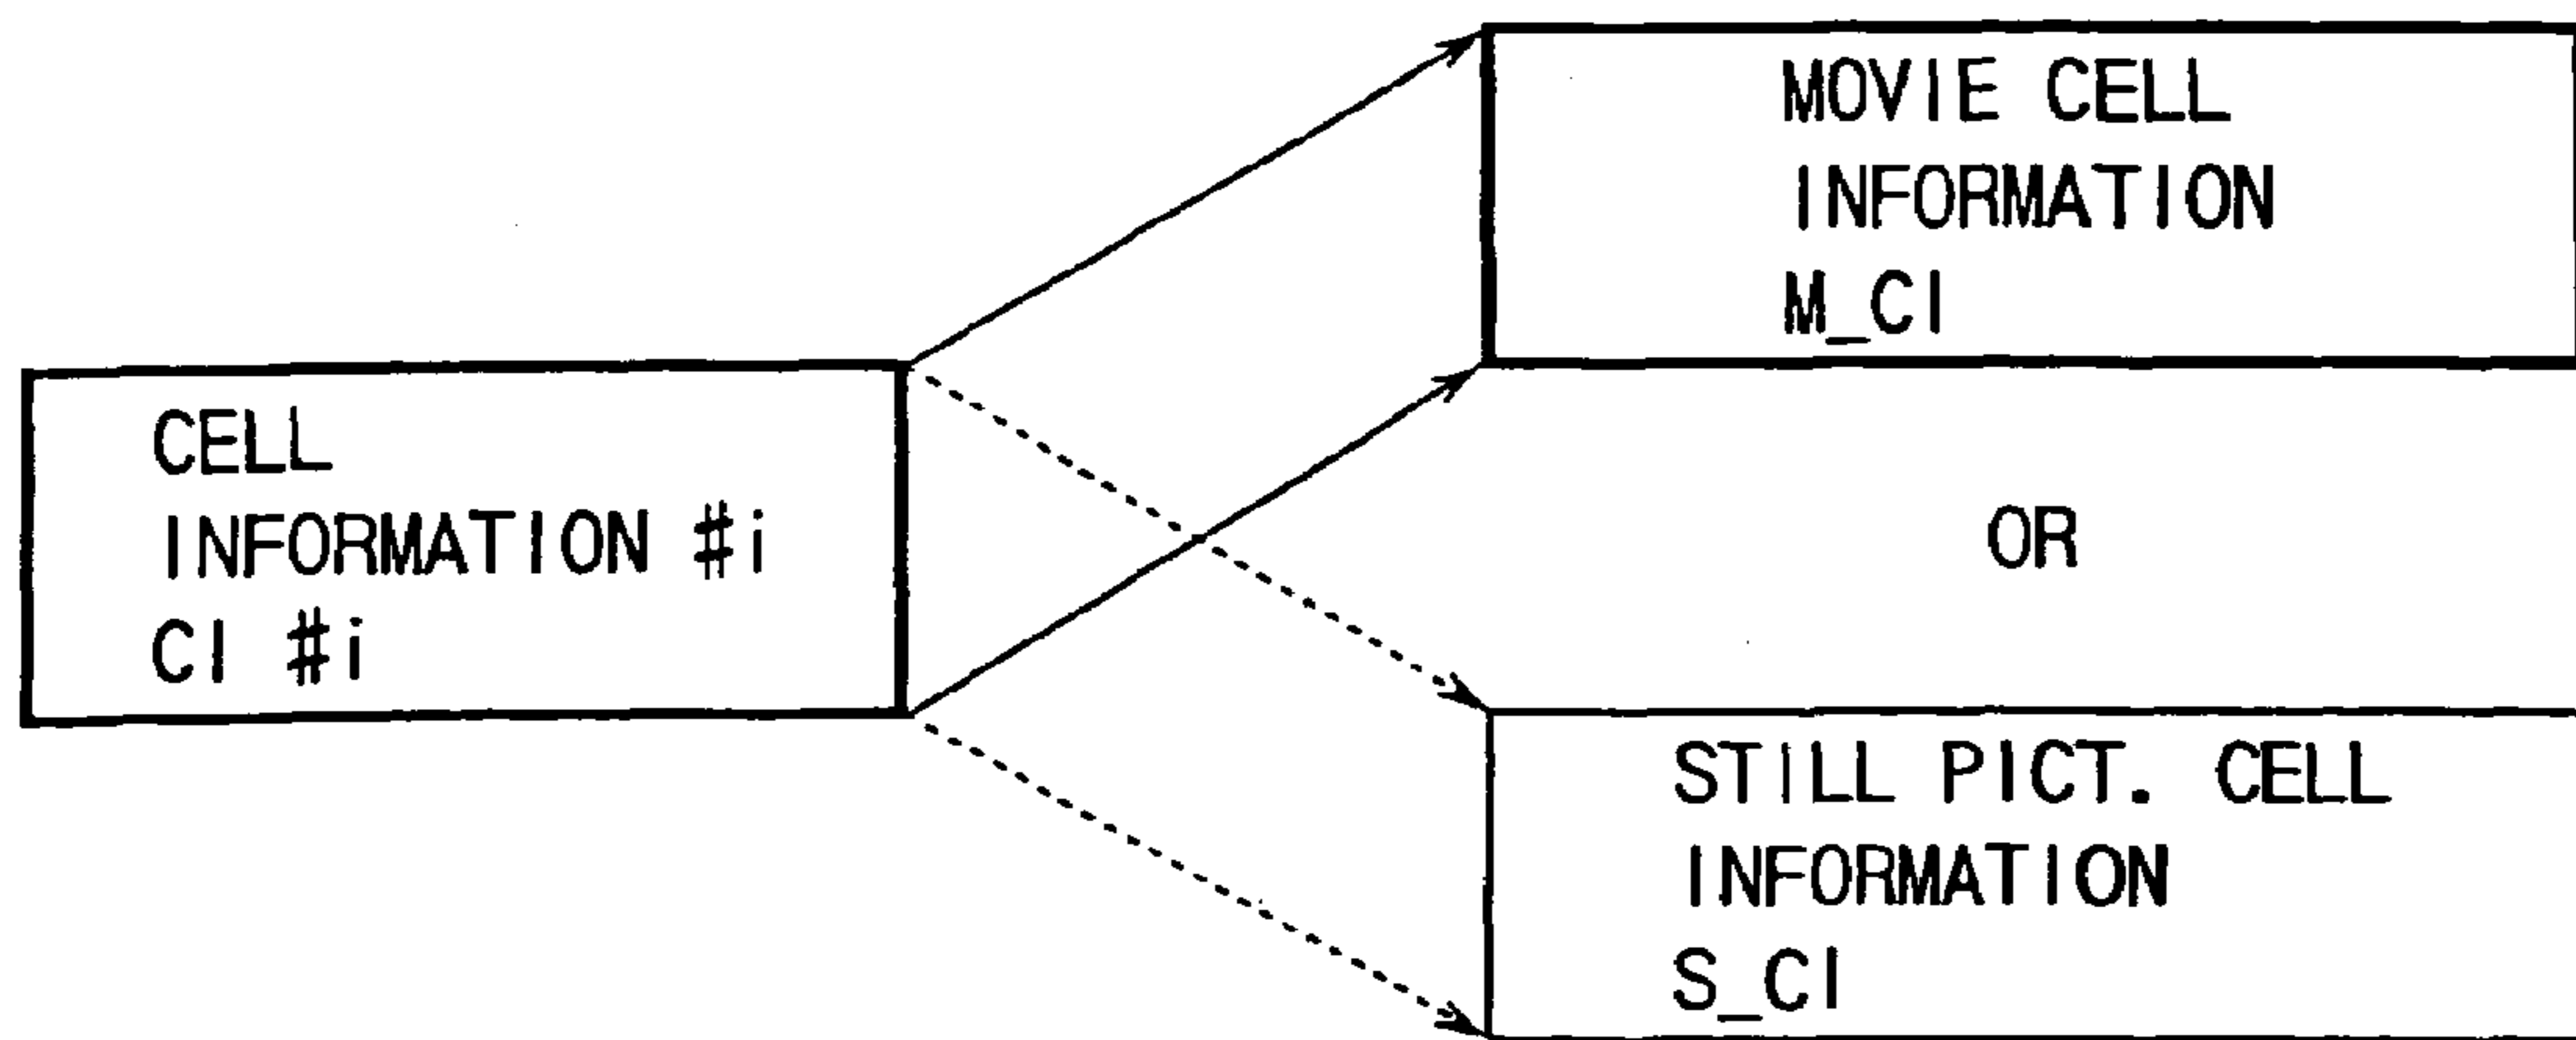 CELL
INFORMATION #i
CI #i
MOVIE CELL
INFORMATION
M_CI
OR
STILL PICT. CELL
INFORMATION
S_CI